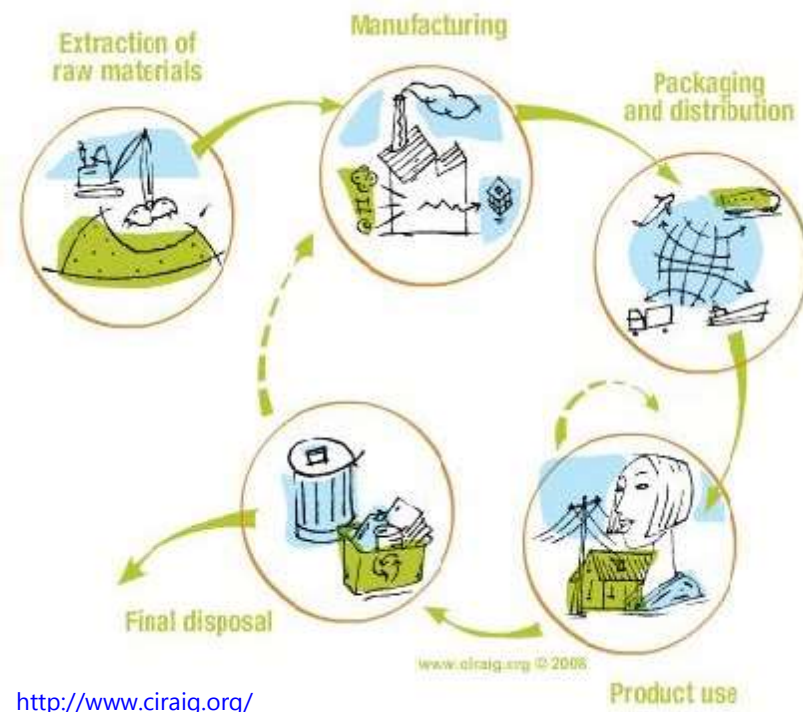 Extraction of
raw materials
Manufacturing
Packaging
and distribution
Final disposal
www.ciraig.org © 2008
Product use
http://www.ciraig.org/